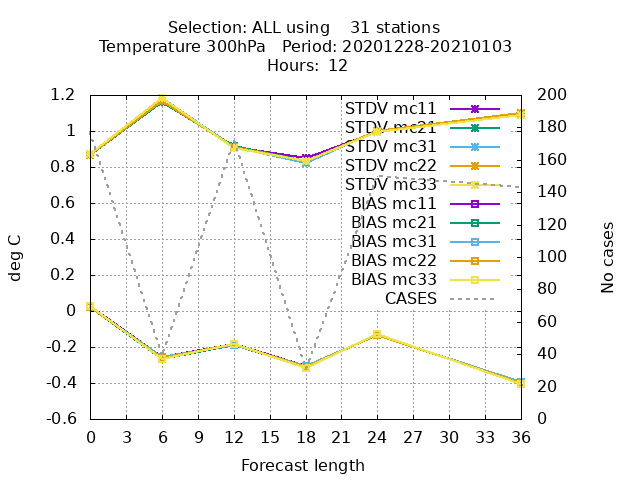 Selection: ALL using    31 stations
Temperature 300hPa   Period: 20201228-20210103
Hours:  12
1.2
1
0.8
0.6
0.4
0.2
0
-0.2
-0.4
-0.6
deg C
STDV mc11
STDV mc21
STDV mc31
STDV mc22
STDV mc33
BIAS mc11
BIAS mc21
BIAS mc31
BIAS mc22
BIAS mc33
CASES
200
180
160
140
120
100
80
60
40
20
0
No cases
0 3 6 9 12 15 18 21 24 27 30 33 36
Forecast length